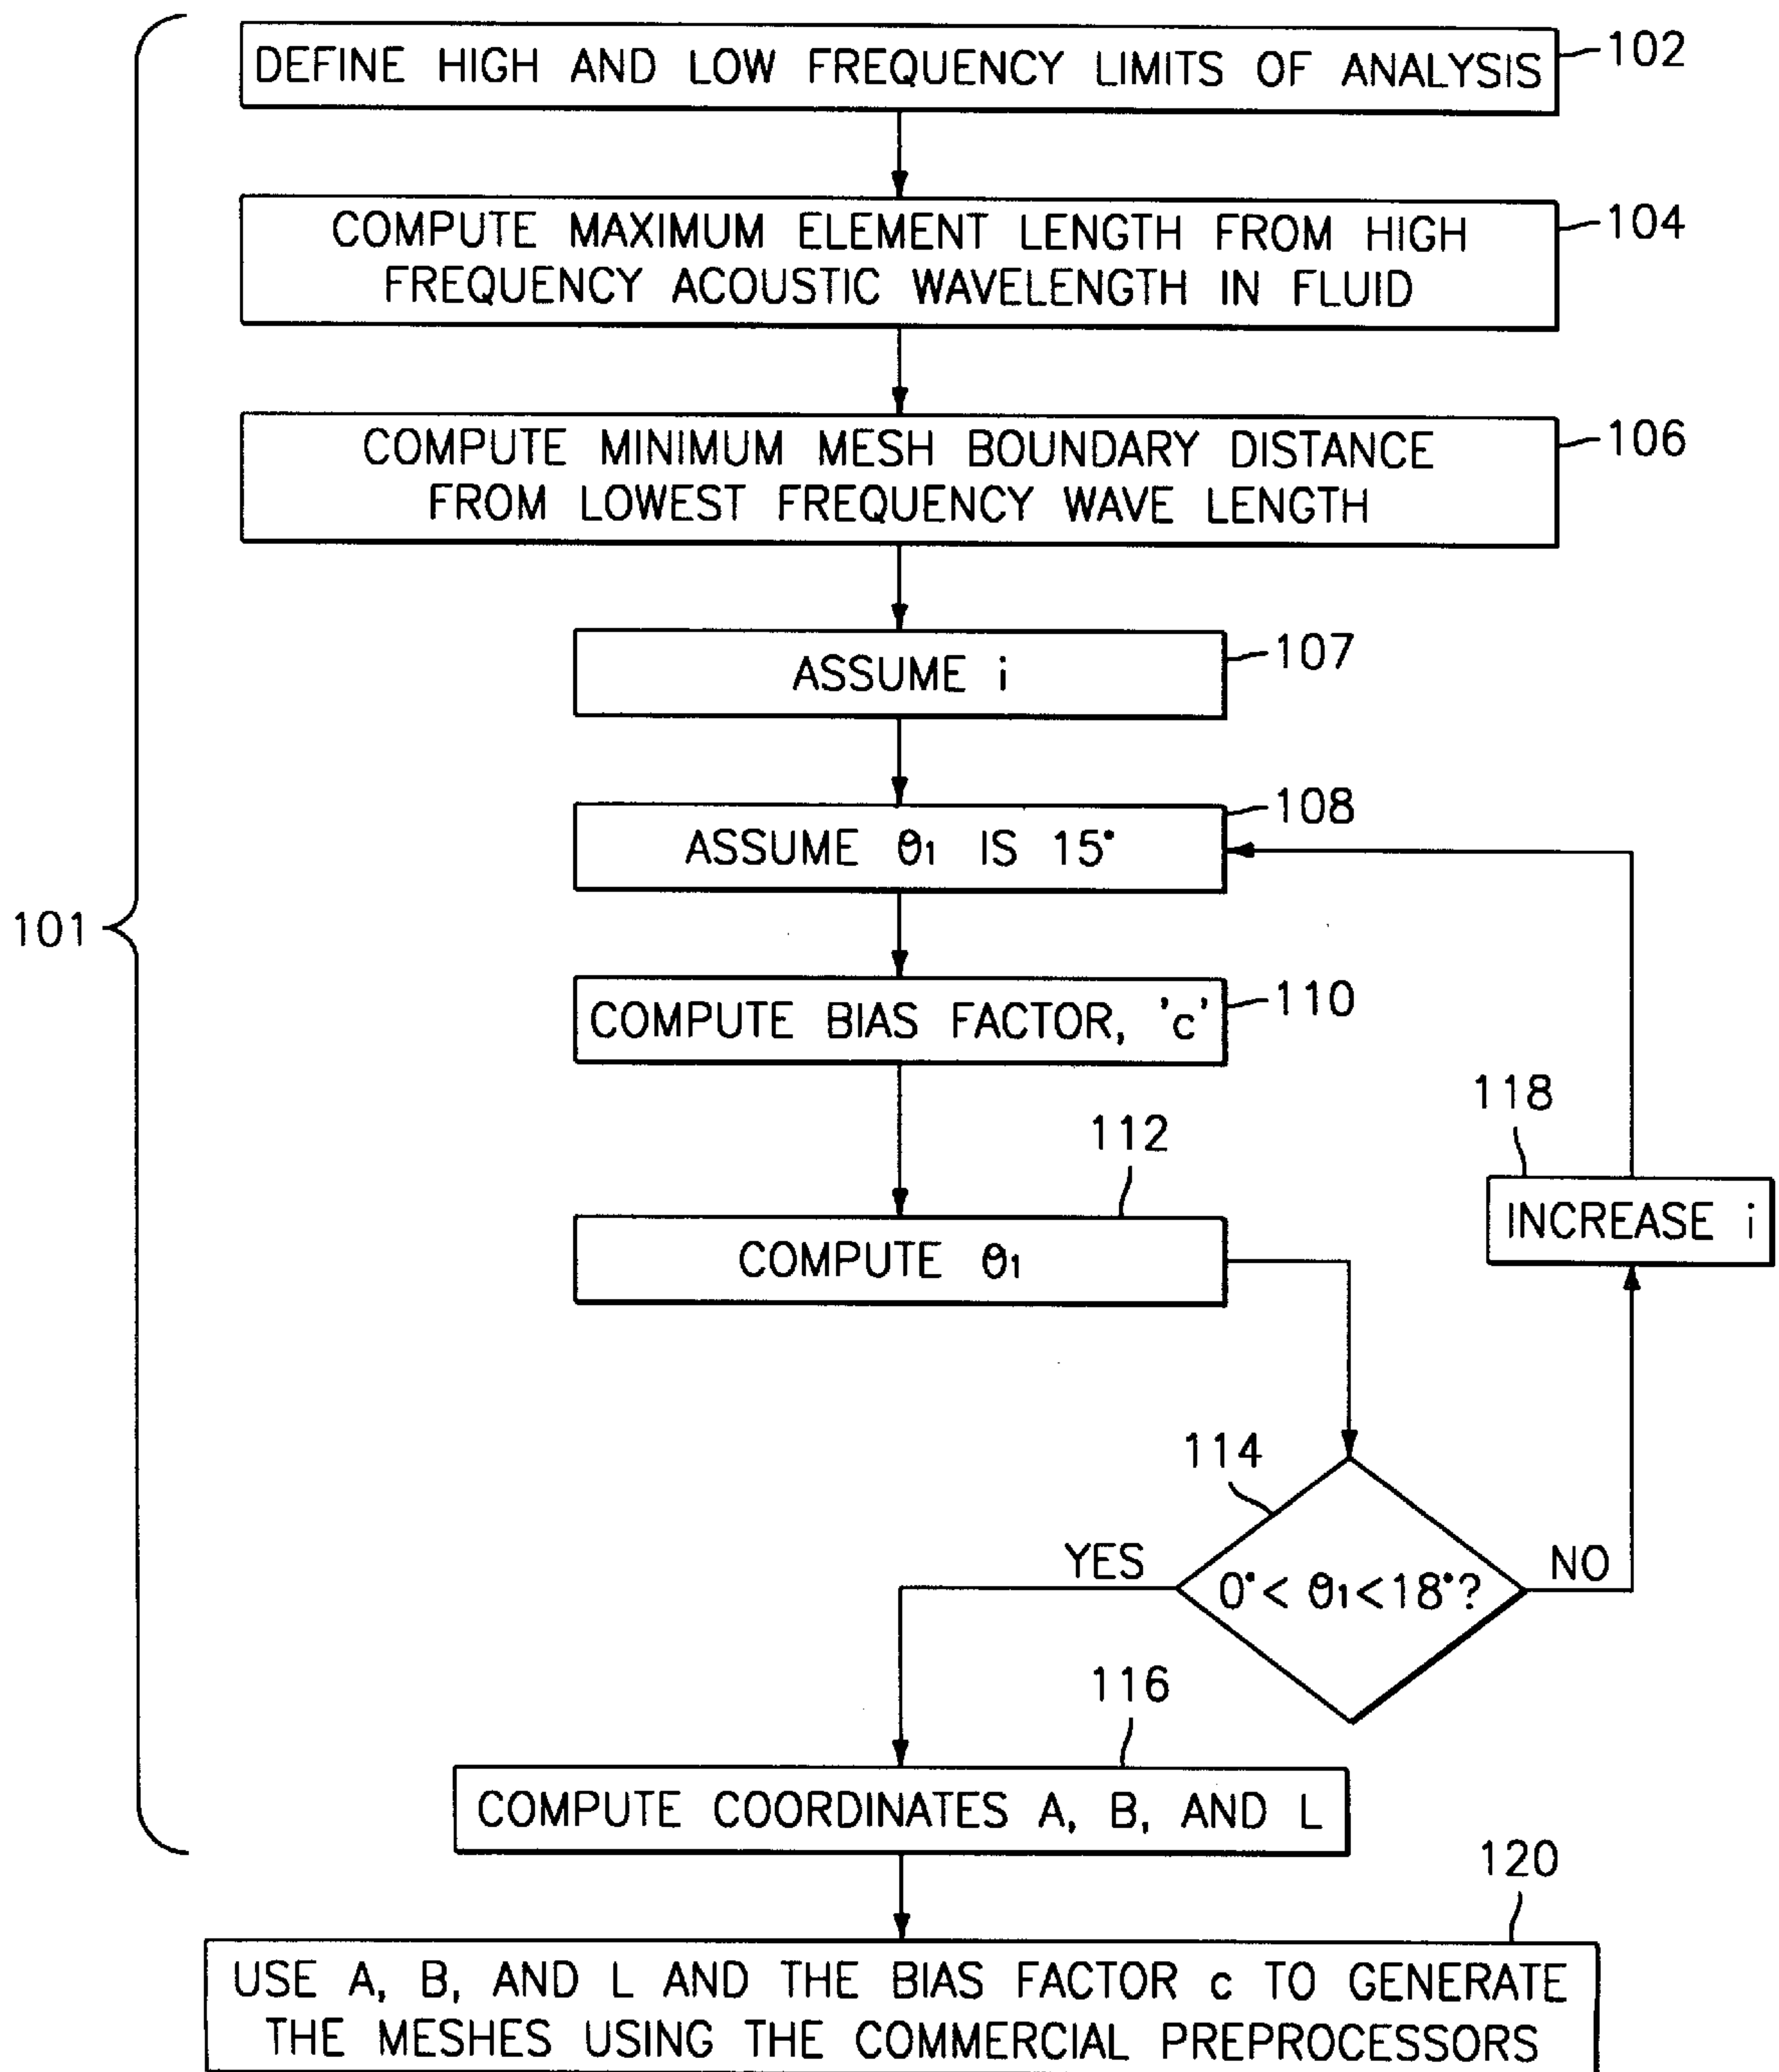 DEFINE HIGH AND LOW FREQUENCY LIMITS OF ANALYSIS
102
COMPUTE MAXIMUM ELEMENT LENGTH FROM HIGH
FREQUENCY ACOUSTIC WAVELENGTH IN FLUID
104
COMPUTE MINIMUM MESH BOUNDARY DISTANCE
FROM LOWEST FREQUENCY WAVE LENGTH
106
ASSUME i
107
ASSUME θ1 IS 15°
108
101
COMPUTE BIAS FACTOR, 'c'
110
118
INCREASE i
112
COMPUTE θ1
114
0°< θ1<18°?
YES
NO
116
COMPUTE COORDINATES A, B, AND L
120
USE A, B, AND L AND THE BIAS FACTOR c TO GENERATE
THE MESHES USING THE COMMERCIAL PREPROCESSORS